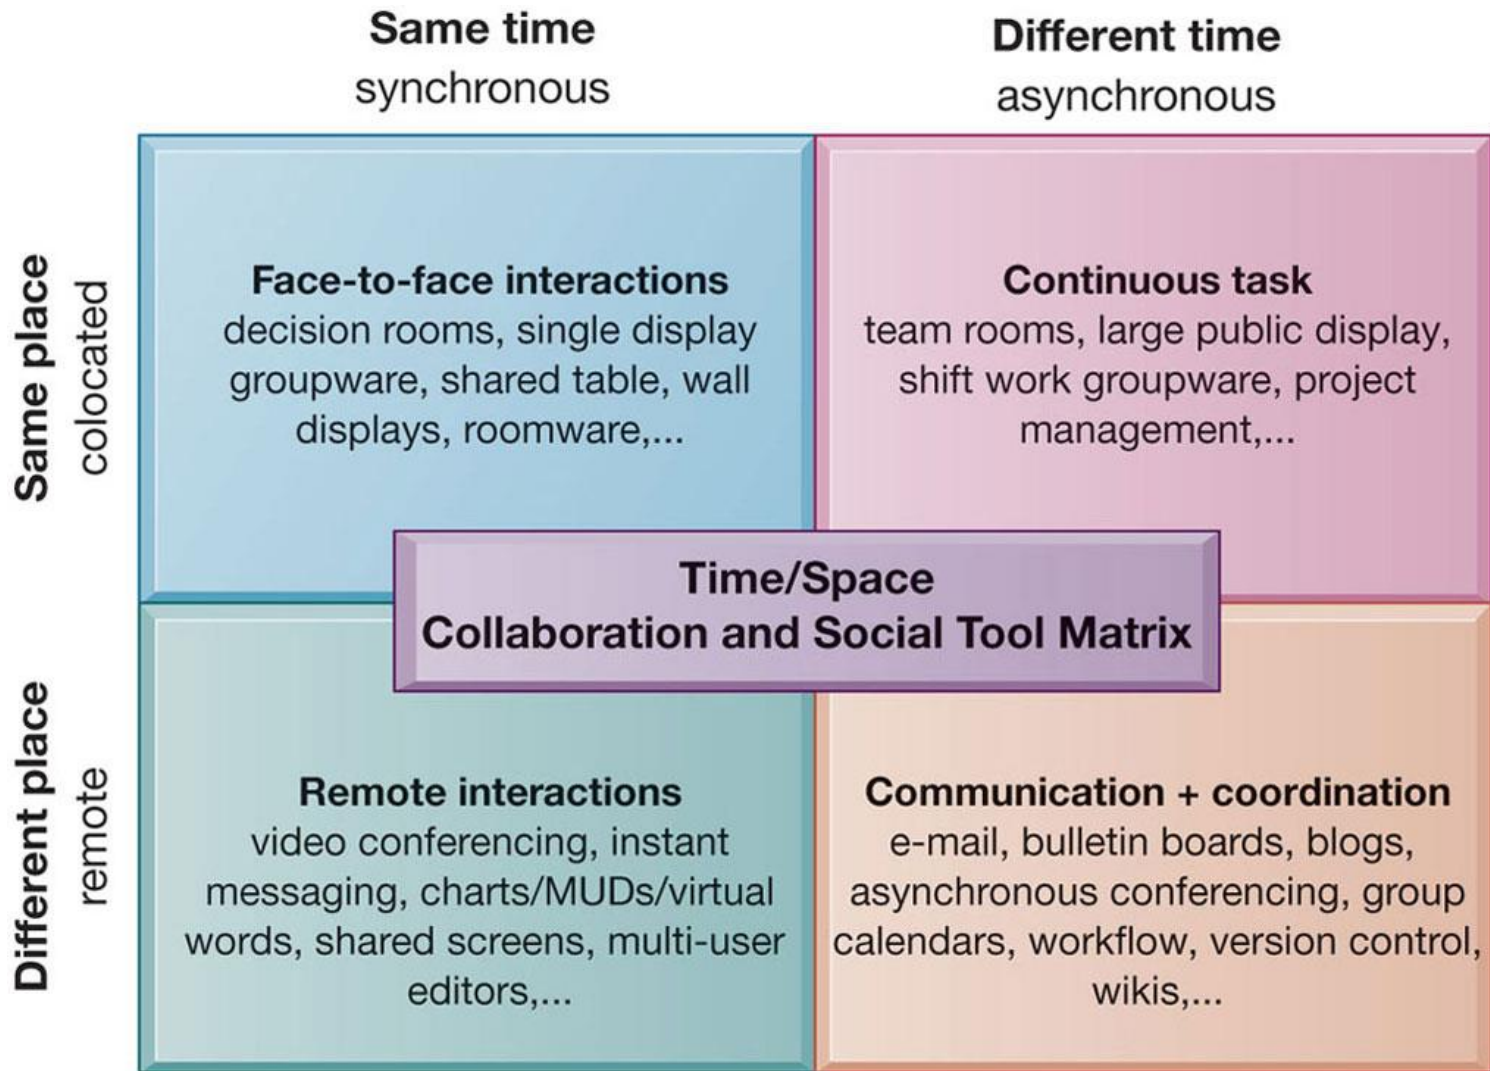 Same time
synchronous
Different time
asynchronous
Same place
colocated
Face-to-face interactions
decision rooms, single display
groupware, shared table, wall
displays, roomware,...
Continuous task
team rooms, large public display,
shift work groupware, project
management,...
Time/Space
Collaboration and Social Tool Matrix
Different place
remote
Remote interactions
video conferencing, instant
messaging, charts/MUDs/virtual
words, shared screens, multi-user
editors,...
Communication + coordination
e-mail, bulletin boards, blogs,
asynchronous conferencing, group
calendars, workflow, version control,
wikis,...